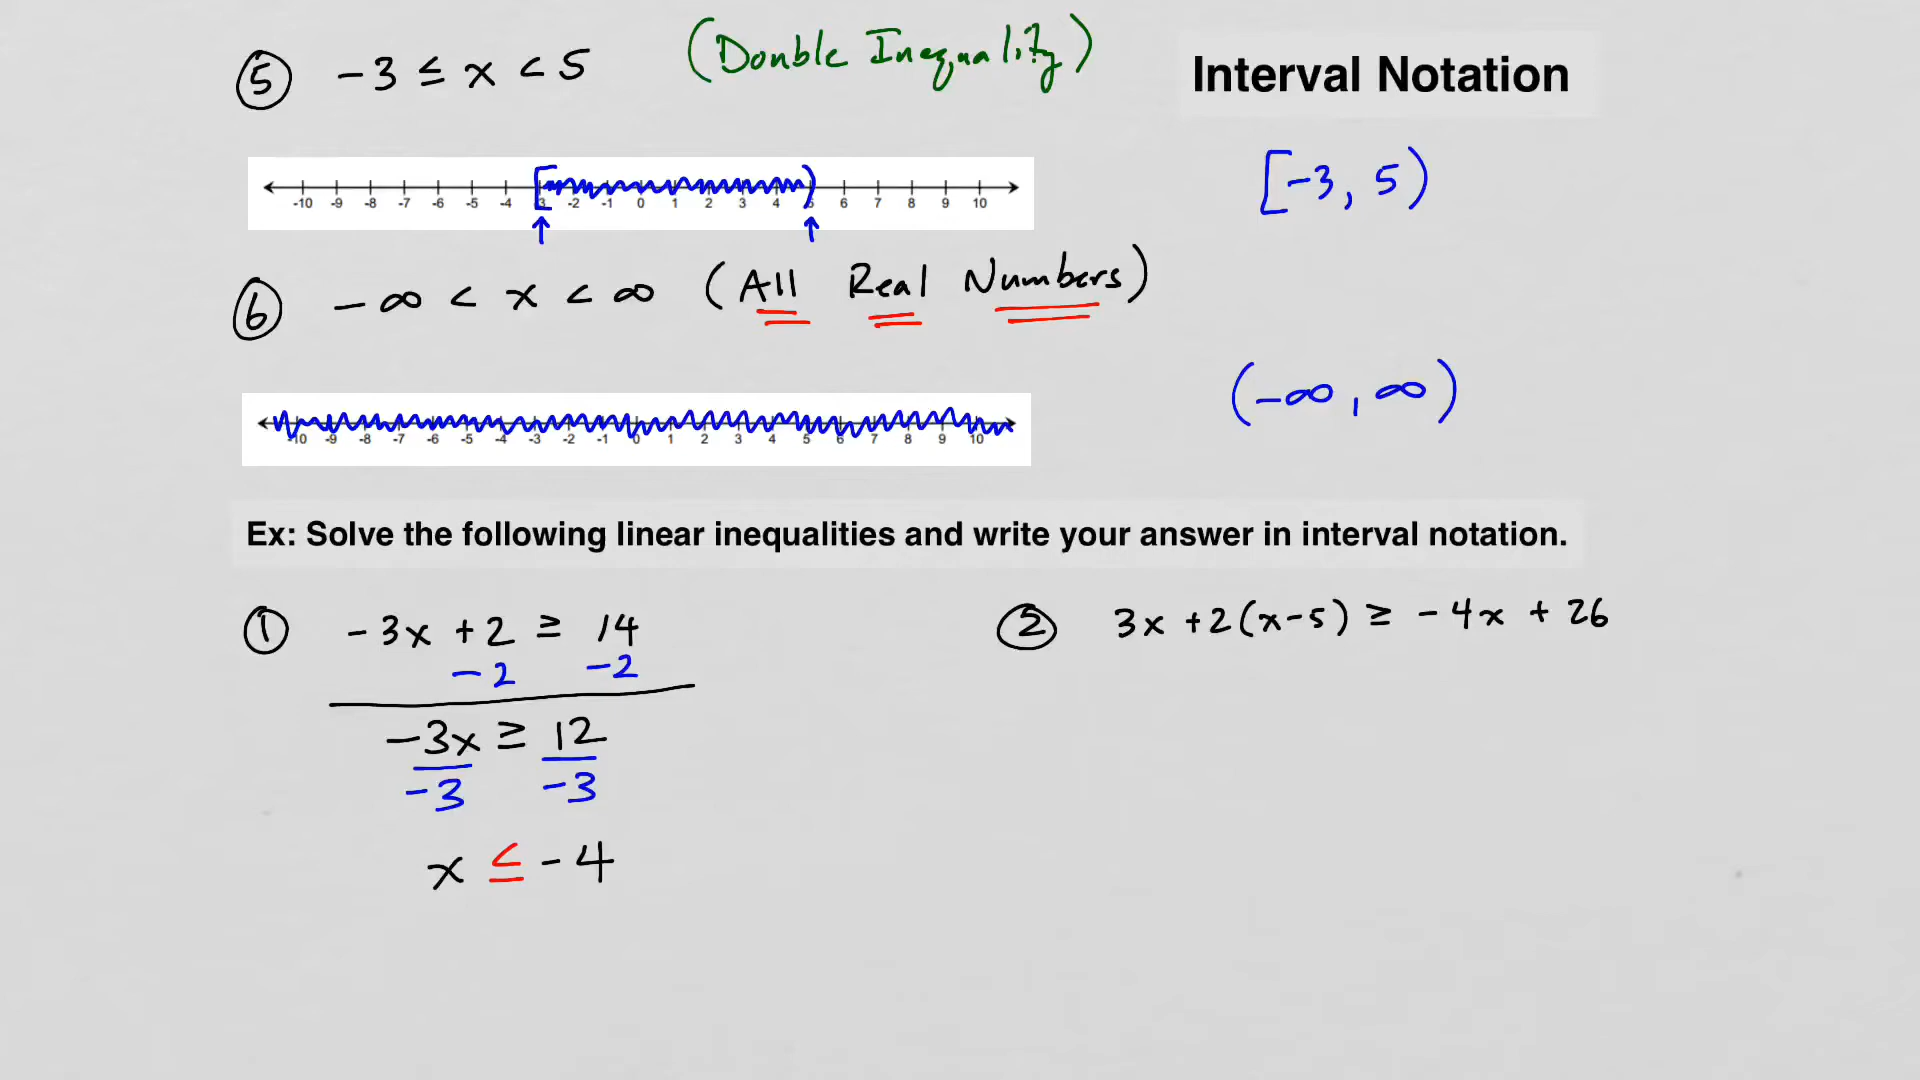 ⑤ -3 ≤ x < 5 (Double Inequality)
Interval Notation
[-3, 5)
-10 -9 -8 -7 -6 -5 -4 -3 -2 -1 0 1 2 3 4 5 6 7 8 9 10
⑥ -∞ < x < ∞ (All Real Numbers)
(-∞, ∞)
-10 -9 -8 -7 -6 -5 -4 -3 -2 -1 0 1 2 3 4 5 6 7 8 9 10
Ex: Solve the following linear inequalities and write your answer in interval notation.
① -3x + 2 ≥ 14
-2 -2
-3x ≥ 12
-3 -3
x ≤ -4
② 3x + 2(x-5) ≥ -4x + 26